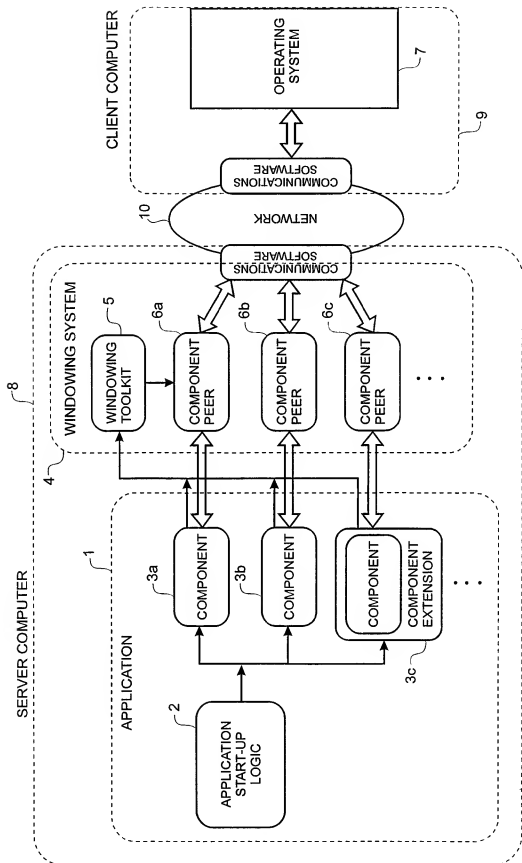 SERVER COMPUTER
8
APPLICATION
1
2
APPLICATION
START-UP
LOGIC
3a
COMPONENT
3b
COMPONENT
COMPONENT
COMPONENT
EXTENSION
3c
4
WINDOWING SYSTEM
5
WINDOWING
TOOLKIT
6a
COMPONENT
PEER
6b
COMPONENT
PEER
6c
COMPONENT
PEER
COMMUNICATIONS
SOFTWARE
10
NETWORK
CLIENT COMPUTER
COMMUNICATIONS
SOFTWARE
OPERATING
SYSTEM
7
9